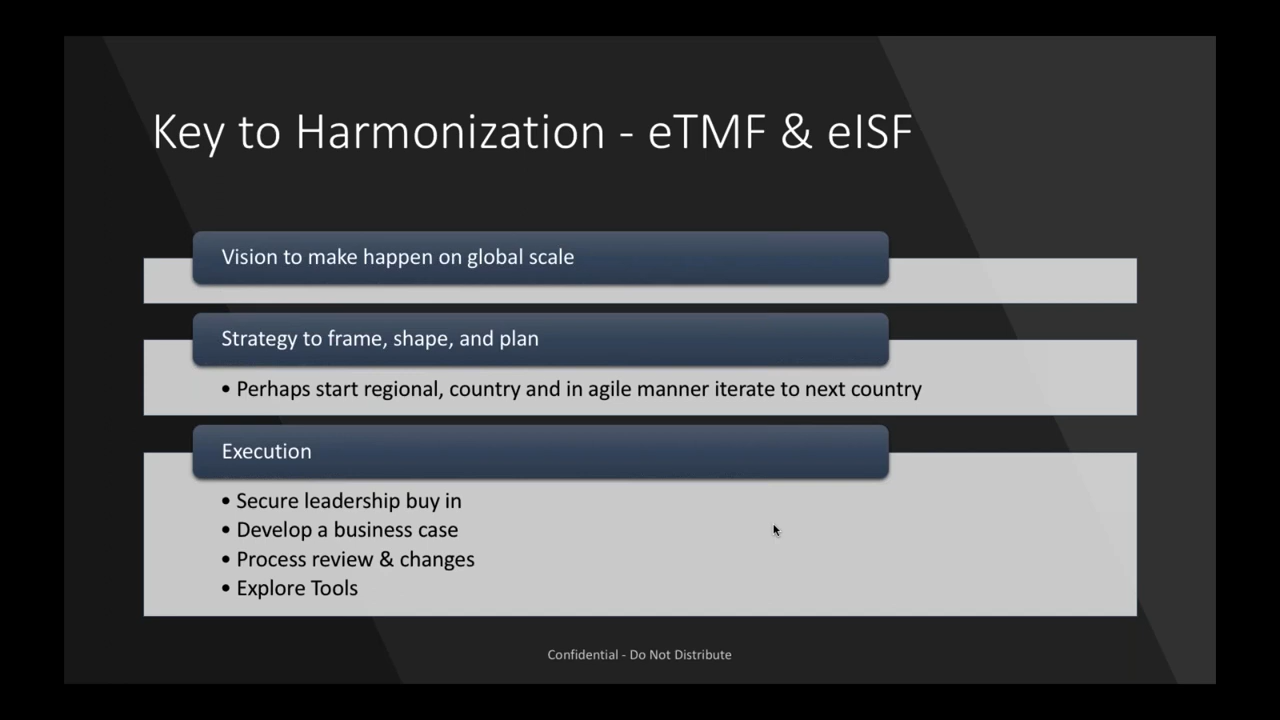 Key to Harmonization - eTMF & eISF
Vision to make happen on global scale
Strategy to frame, shape, and plan
• Perhaps start regional, country and in agile manner iterate to next country
Execution
• Secure leadership buy in
• Develop a business case
• Process review & changes
• Explore Tools
Confidential - Do Not Distribute